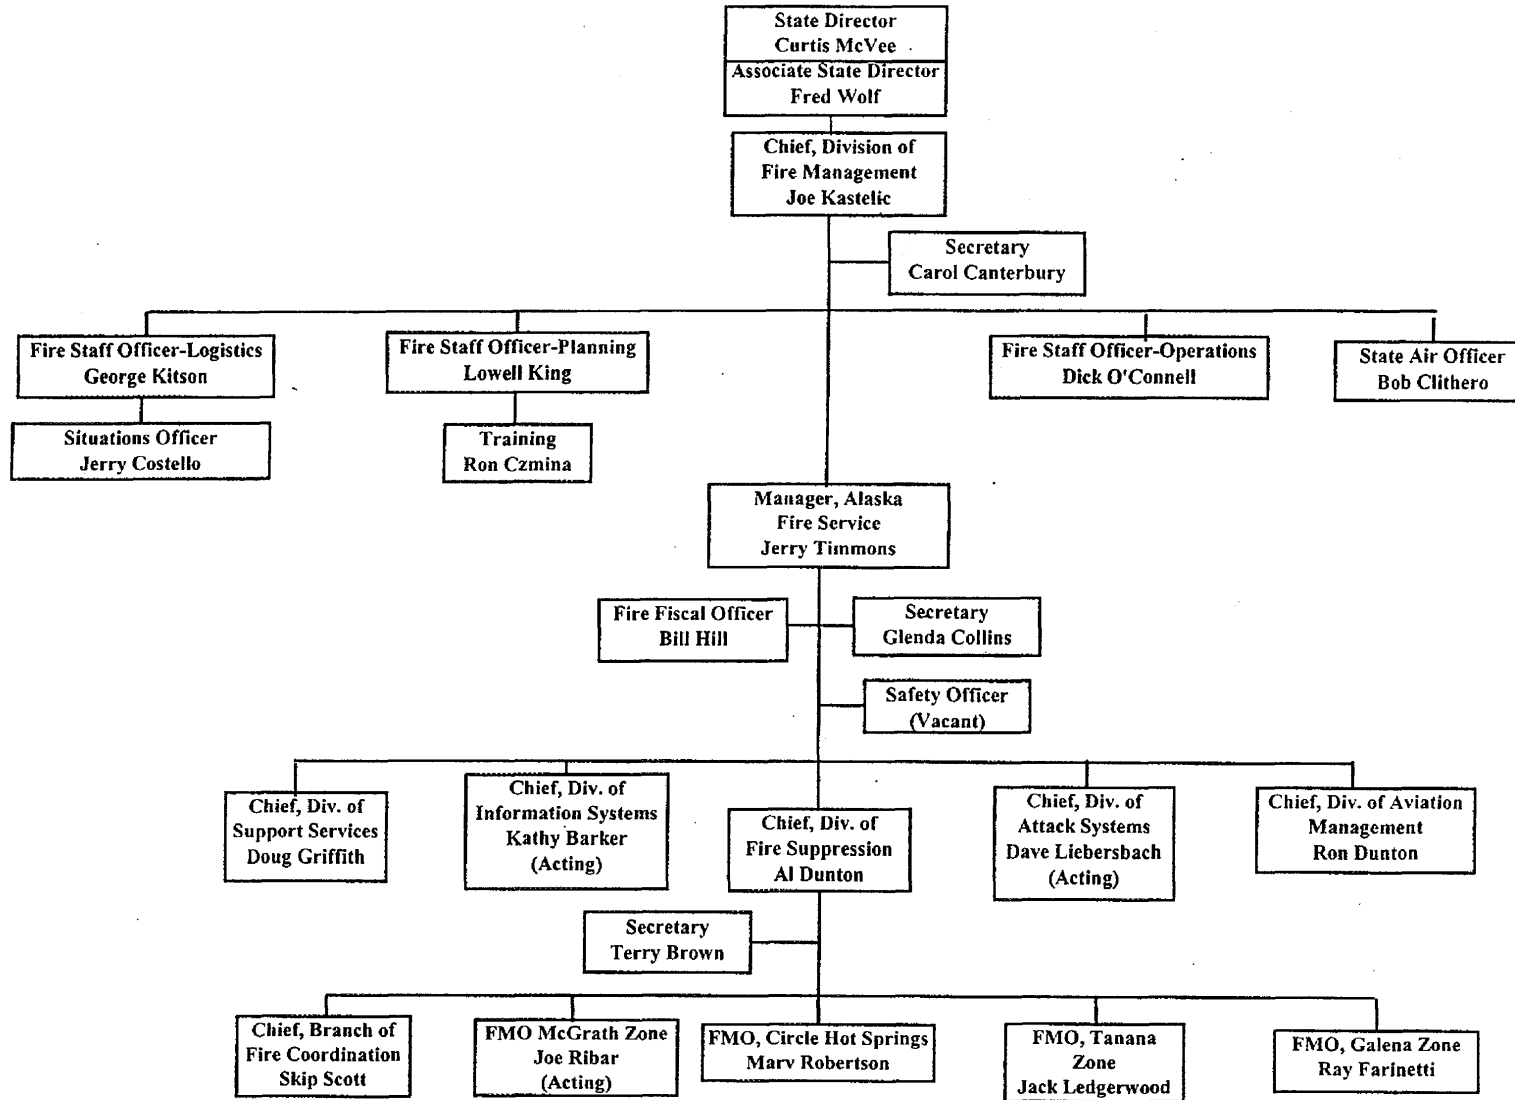 State Director
Curtis McVee
Associate State Director
Fred Wolf
Chief, Division of
Fire Management
Joe Kastelic
Secretary
Carol Canterbury
Fire Staff Officer-Logistics
George Kitson
Fire Staff Officer-Planning
Lowell King
Fire Staff Officer-Operations
Dick O'Connell
State Air Officer
Bob Clithero
Situations Officer
Jerry Costello
Training
Ron Czmina
Manager, Alaska
Fire Service
Jerry Timmons
Fire Fiscal Officer
Bill Hill
Secretary
Glenda Collins
Safety Officer
(Vacant)
Chief, Div. of
Support Services
Doug Griffith
Chief, Div. of
Information Systems
Kathy Barker
(Acting)
Chief, Div. of
Fire Suppression
Al Dunton
Chief, Div. of
Attack Systems
Dave Liebersbach
(Acting)
Chief, Div. of Aviation
Management
Ron Dunton
Secretary
Terry Brown
Chief, Branch of
Fire Coordination
Skip Scott
FMO McGrath Zone
Joe Ribar
(Acting)
FMO, Circle Hot Springs
Marv Robertson
FMO, Tanana
Zone
Jack Ledgerwood
FMO, Galena Zone
Ray Farinetti